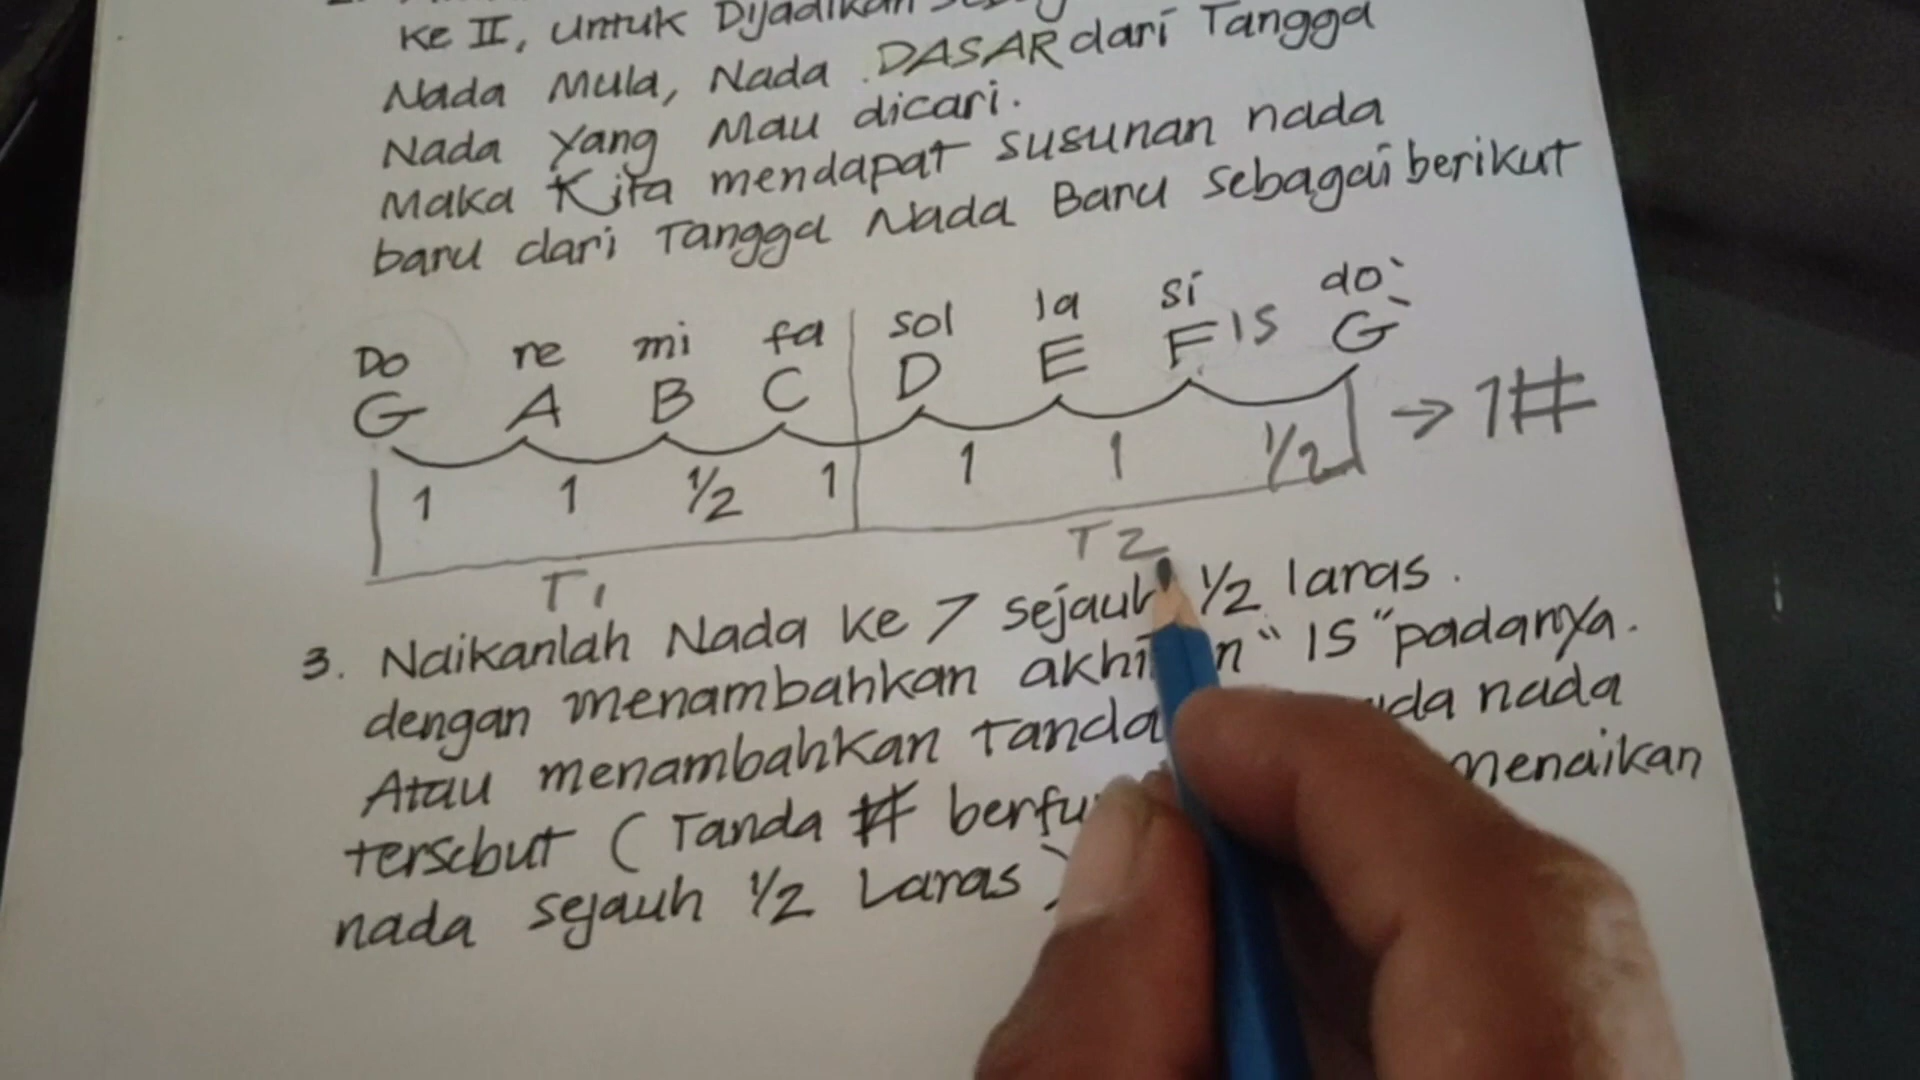 Ke II, untuk Dijadikan
Nada Mula, Nada DASAR dari Tangga
Nada Yang Mau dicari.
Maka Kita mendapat susunan nada
baru dari Tangga Nada Baru sebagai berikut
Do re mi fa sol la si do
G A B C D E FIS G
→ 1#
1 1 1/2 1 1 1 1/2
T1 T2
3. Naikanlah Nada Ke 7 sejauh 1/2 laras.
dengan menambahkan "IS" padanya.
Atau menambahkan Tanda nada
tersebut ( Tanda # menaikan
nada sejauh 1/2 Laras )